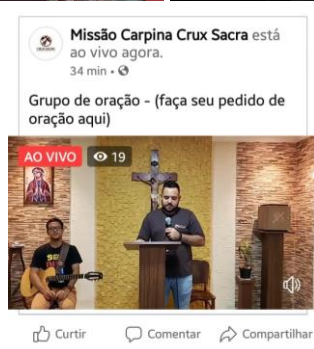 Missão Carpina Crux Sacra está
ao vivo agora.
34 min •
Grupo de oração - (faça seu pedido de
oração aqui)
AO VIVO 19
Curtir Comentar Compartilhar